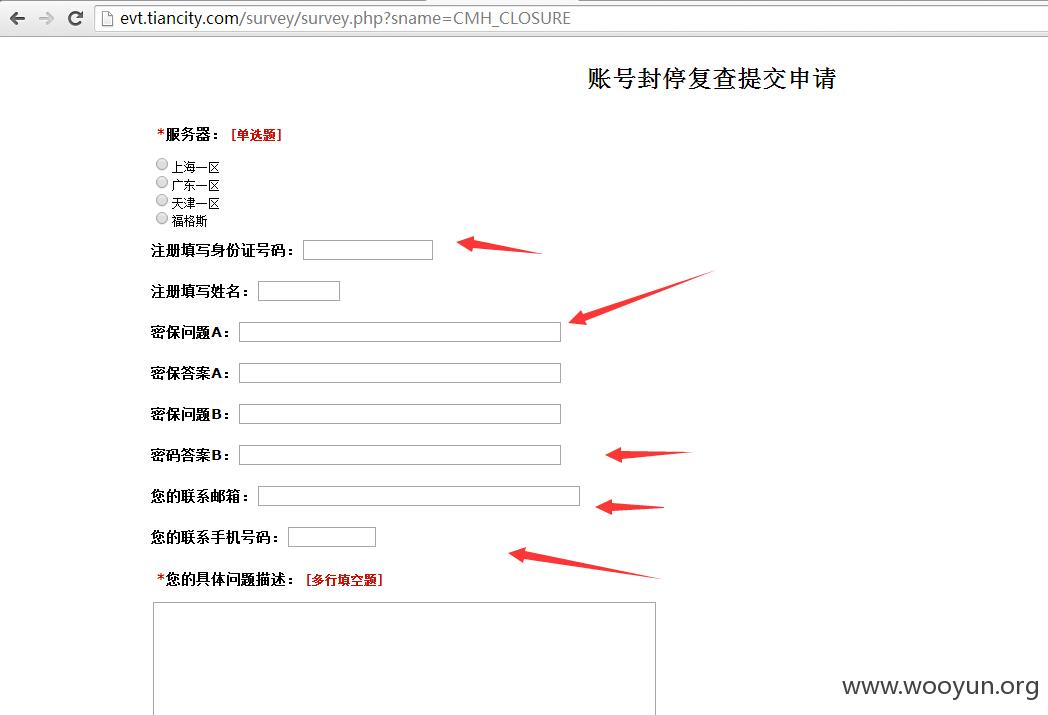 evt.tiancity.com/survey/survey.php?sname=CMH_CLOSURE
账号封停复查提交申请
*服务器： [单选题]
上海一区
广东一区
天津一区
福格斯
注册填写身份证号码：
注册填写姓名：
密保问题A：
密保答案A：
密保问题B：
密码答案B：
您的联系邮箱：
您的联系手机号码：
*您的具体问题描述： [多行填空题]
www.wooyun.org